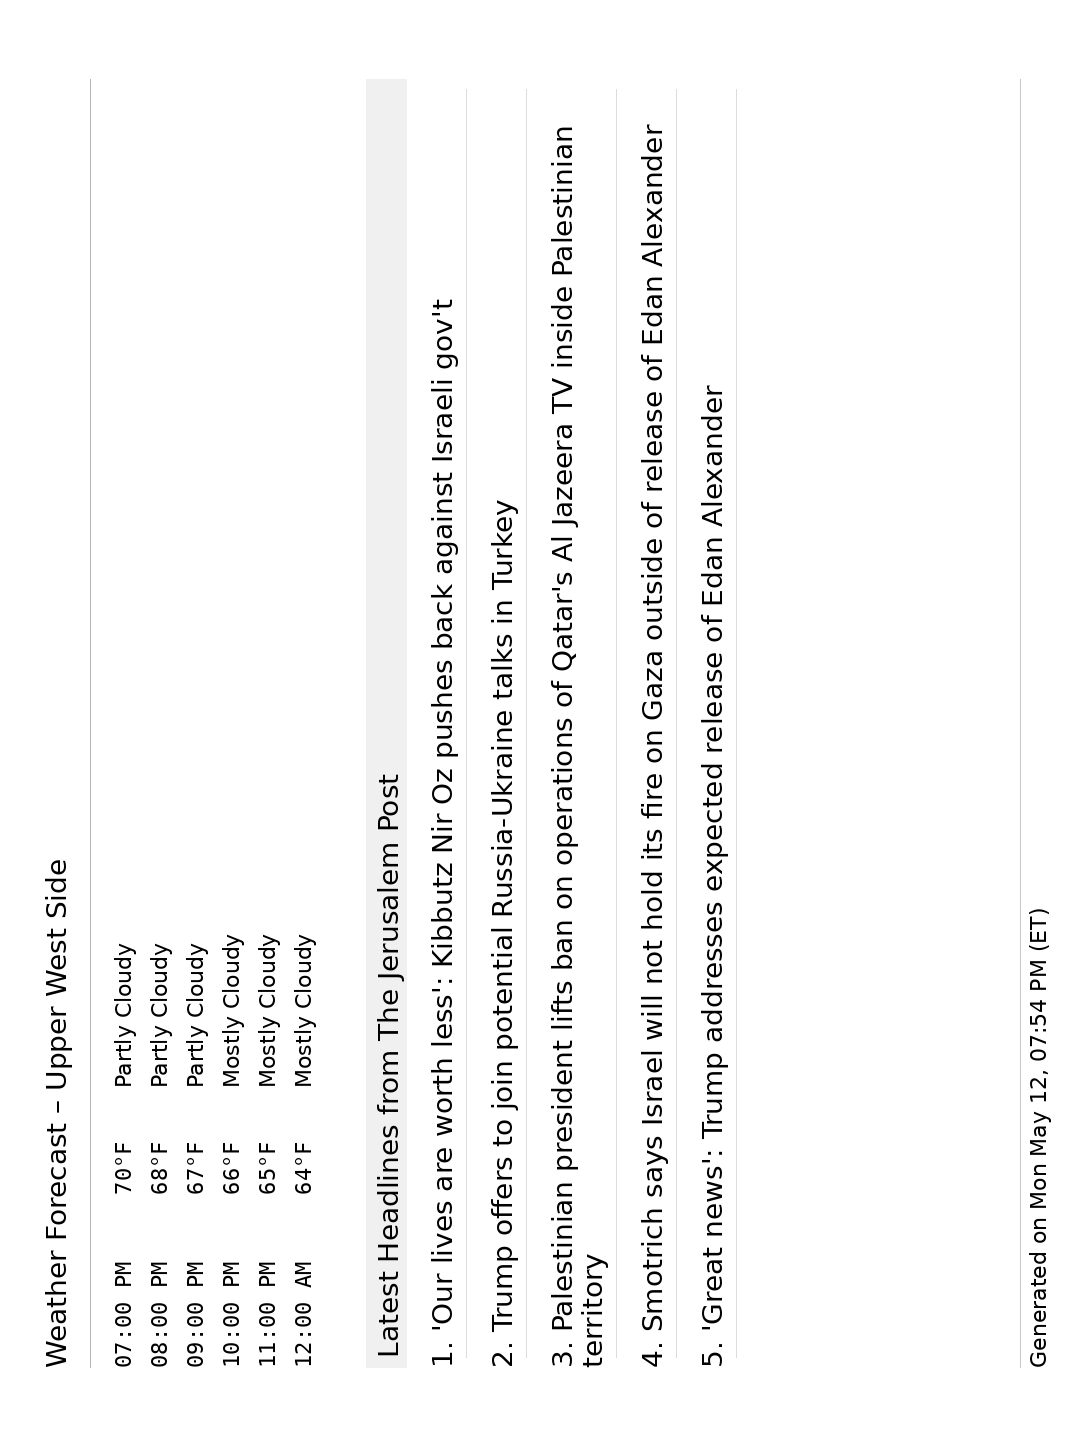 Weather Forecast – Upper West Side
07:00 PM 70°F Partly Cloudy
08:00 PM 68°F Partly Cloudy
09:00 PM 67°F Partly Cloudy
10:00 PM 66°F Mostly Cloudy
11:00 PM 65°F Mostly Cloudy
12:00 AM 64°F Mostly Cloudy
Latest Headlines from The Jerusalem Post
1. 'Our lives are worth less': Kibbutz Nir Oz pushes back against Israeli gov't
2. Trump offers to join potential Russia-Ukraine talks in Turkey
3. Palestinian president lifts ban on operations of Qatar's Al Jazeera TV inside Palestinian
territory
4. Smotrich says Israel will not hold its fire on Gaza outside of release of Edan Alexander
5. 'Great news': Trump addresses expected release of Edan Alexander
Generated on Mon May 12, 07:54 PM (ET)